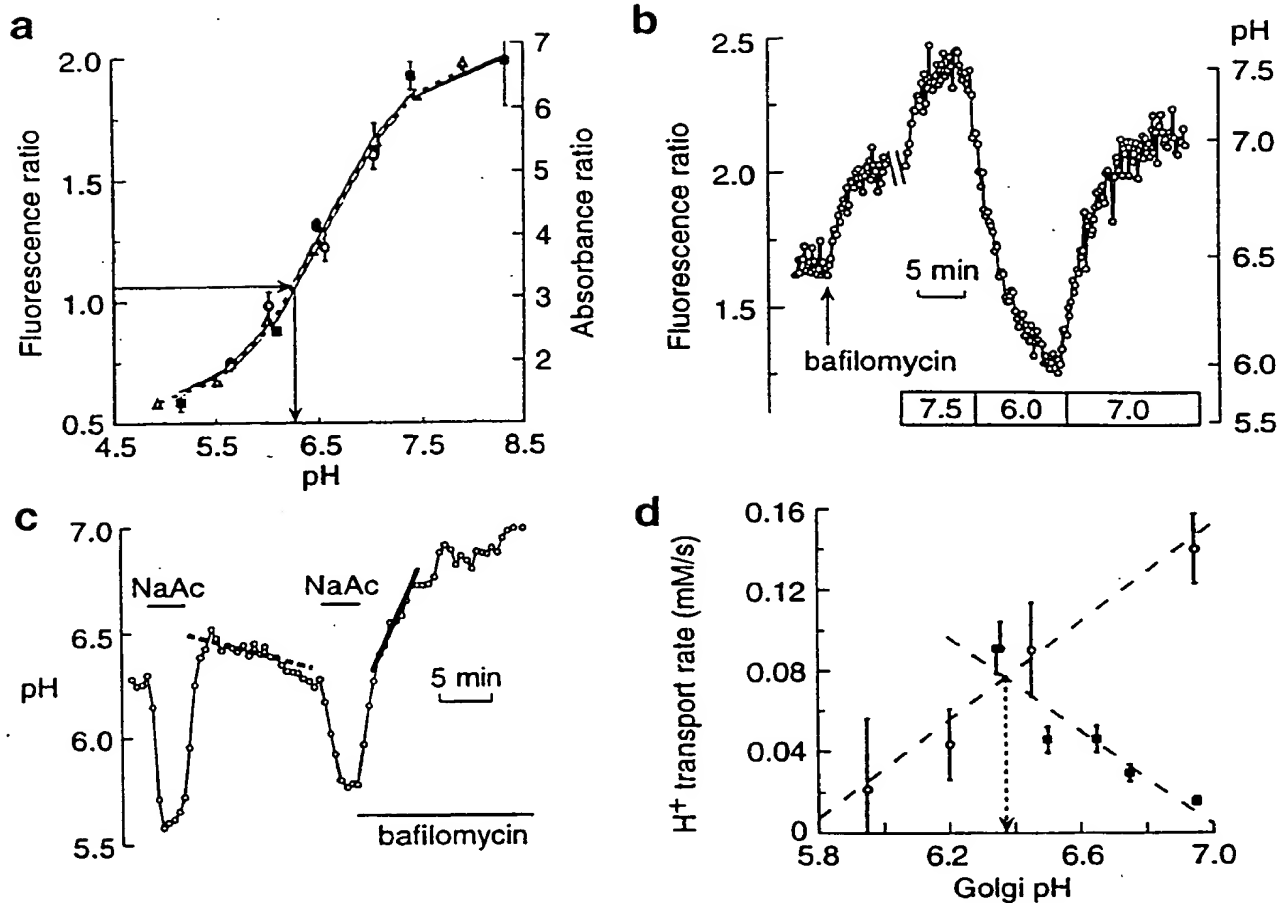 a
Fluorescence ratio
2.0
1.5
1.0
0.5
4.5 5.5 6.5 7.5 8.5
pH
7
6
5
4
3
2
Absorbance ratio
b
Fluorescence ratio
2.5
2.0
1.5
bafilomycin
5 min
7.5 6.0 7.0
pH
7.5
7.0
6.5
6.0
5.5
c
pH
7.0
6.5
6.0
5.5
NaAc
NaAc
5 min
bafilomycin
d
H+ transport rate (mM/s)
0.16
0.12
0.08
0.04
0
5.8 6.2 6.6 7.0
Golgi pH